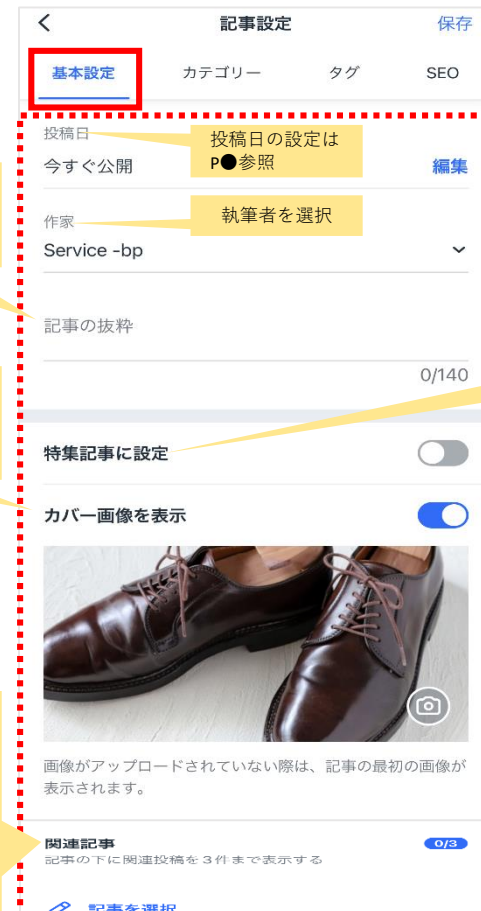 記事設定
保存
基本設定
カテゴリー
タグ
SEO
投稿日
投稿日の設定は
P●参照
今すぐ公開
編集
作家
執筆者を選択
Service -bp
記事の抜粋
0/140
特集記事に設定
カバー画像を表示
画像がアップロードされていない際は、記事の最初の画像が
表示されます。
関連記事
0/3
記事の下に関連投稿を3件まで表示する
記事を選択